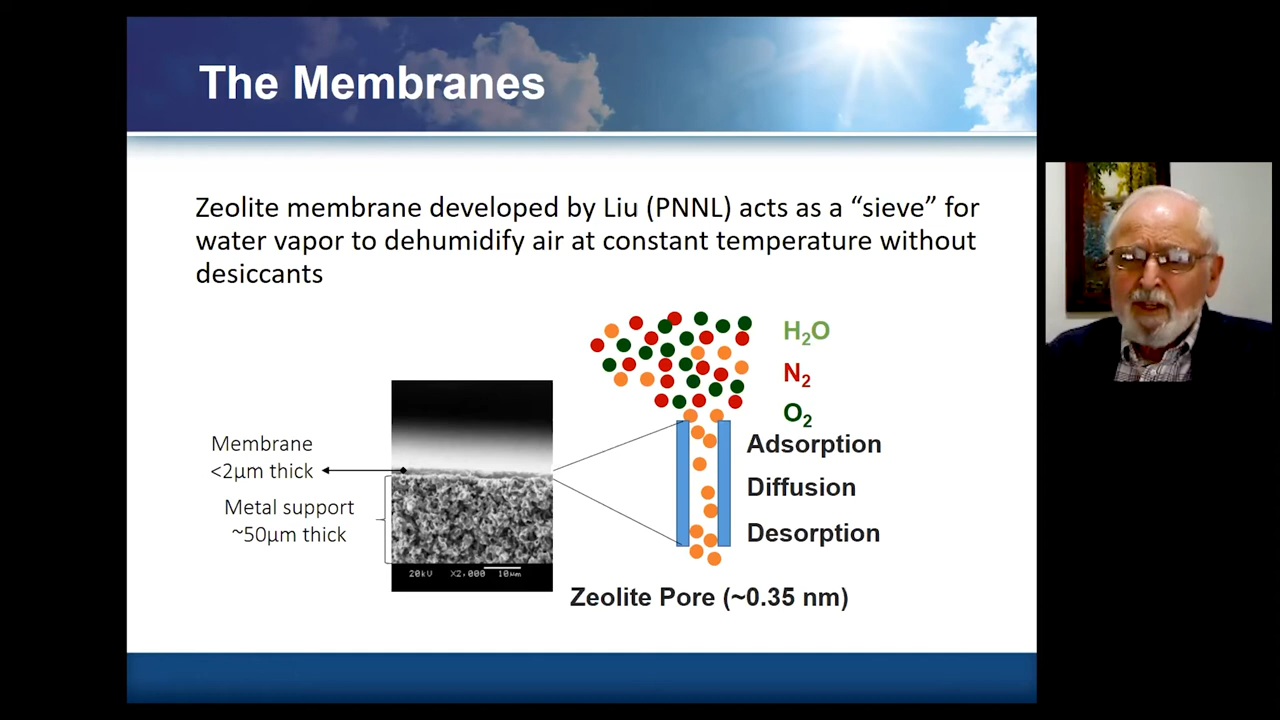 The Membranes
Zeolite membrane developed by Liu (PNNL) acts as a “sieve” for
water vapor to dehumidify air at constant temperature without
desiccants
H₂O
N₂
O₂
Membrane
<2µm thick
Metal support
~50µm thick
20kV X2,000 10µm
Adsorption
Diffusion
Desorption
Zeolite Pore (~0.35 nm)